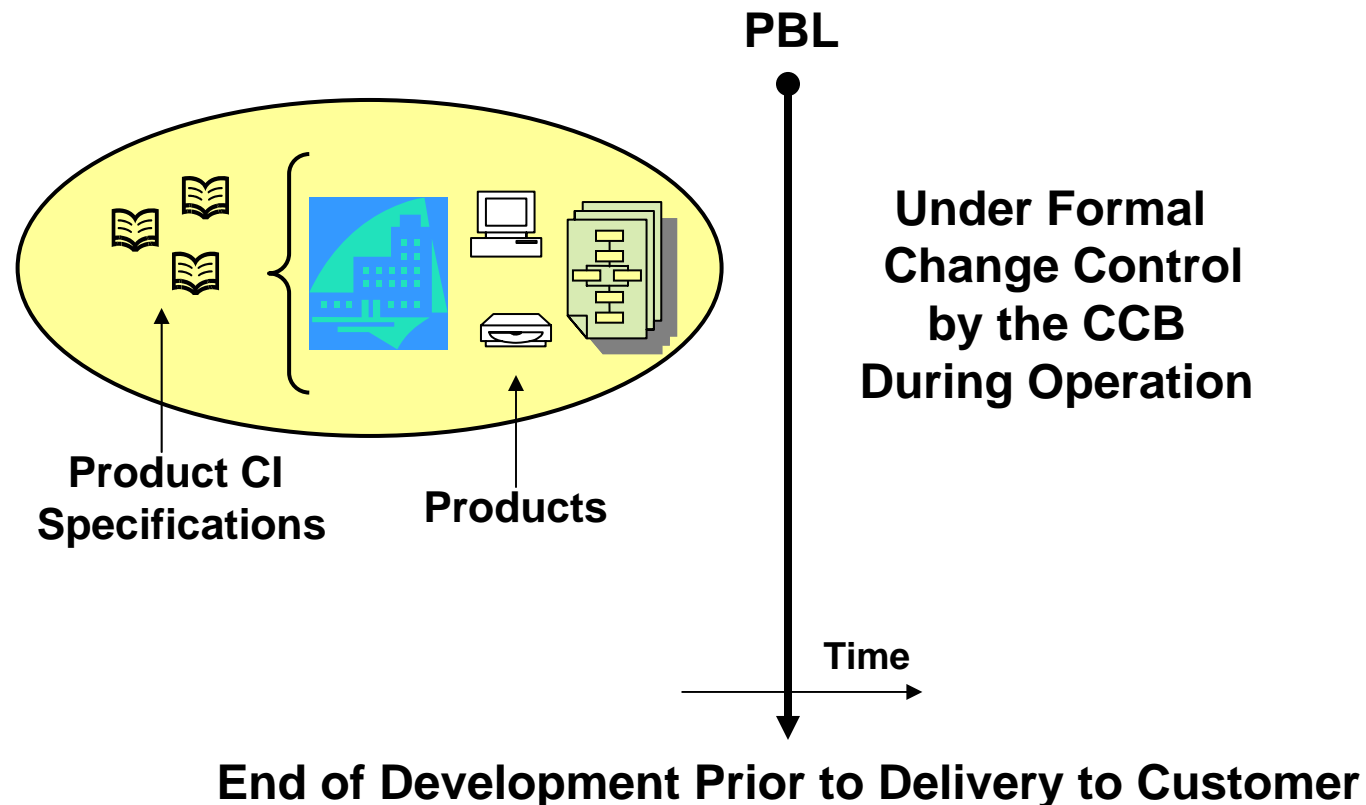 PBL
Under Formal
Change Control
by the CCB
During Operation
Product CI
Specifications
Products
Time
End of Development Prior to Delivery to Customer